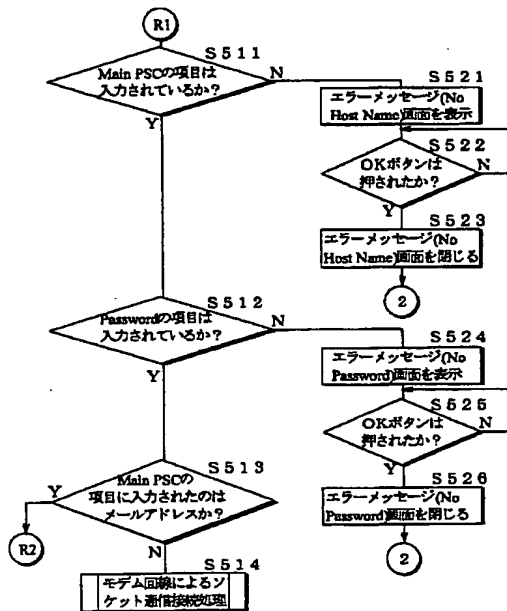 R1
S511
Main PSCの項目は
入力されているか?
N
Y
S521
エラーメッセージ(No
Host Name)画面を表示
S522
OKボタンは
押されたか?
N
Y
S523
エラーメッセージ(No
Host Name)画面を閉じる
2
S512
Passwordの項目は
入力されているか?
N
Y
S524
エラーメッセージ(No
Password)画面を表示
S525
OKボタンは
押されたか?
N
Y
S526
エラーメッセージ(No
Password)画面を閉じる
2
S513
Main PSCの
項目に入力されたのは
メールアドレスか?
Y
N
R2
S514
モデム回線によるソ
ケット通信接続処理